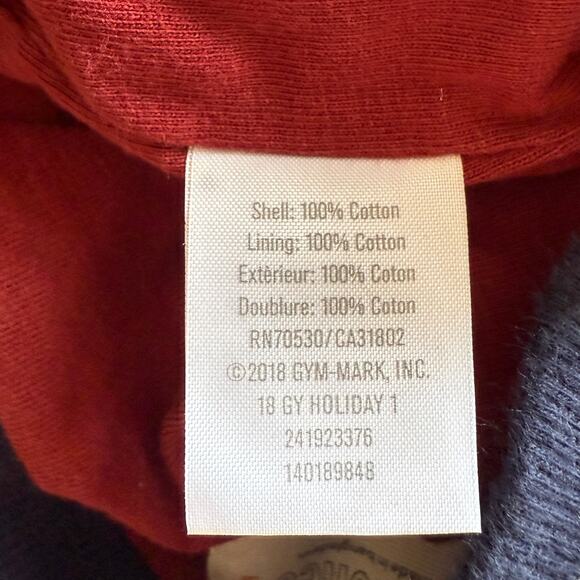 Shell: 100% Cotton
Lining: 100% Cotton
Extèrieur: 100% Coton
Doublure: 100% Coton
RN70530/CA31802
©2018 GYM-MARK, INC.
18 GY HOLIDAY 1
241923376
140189848